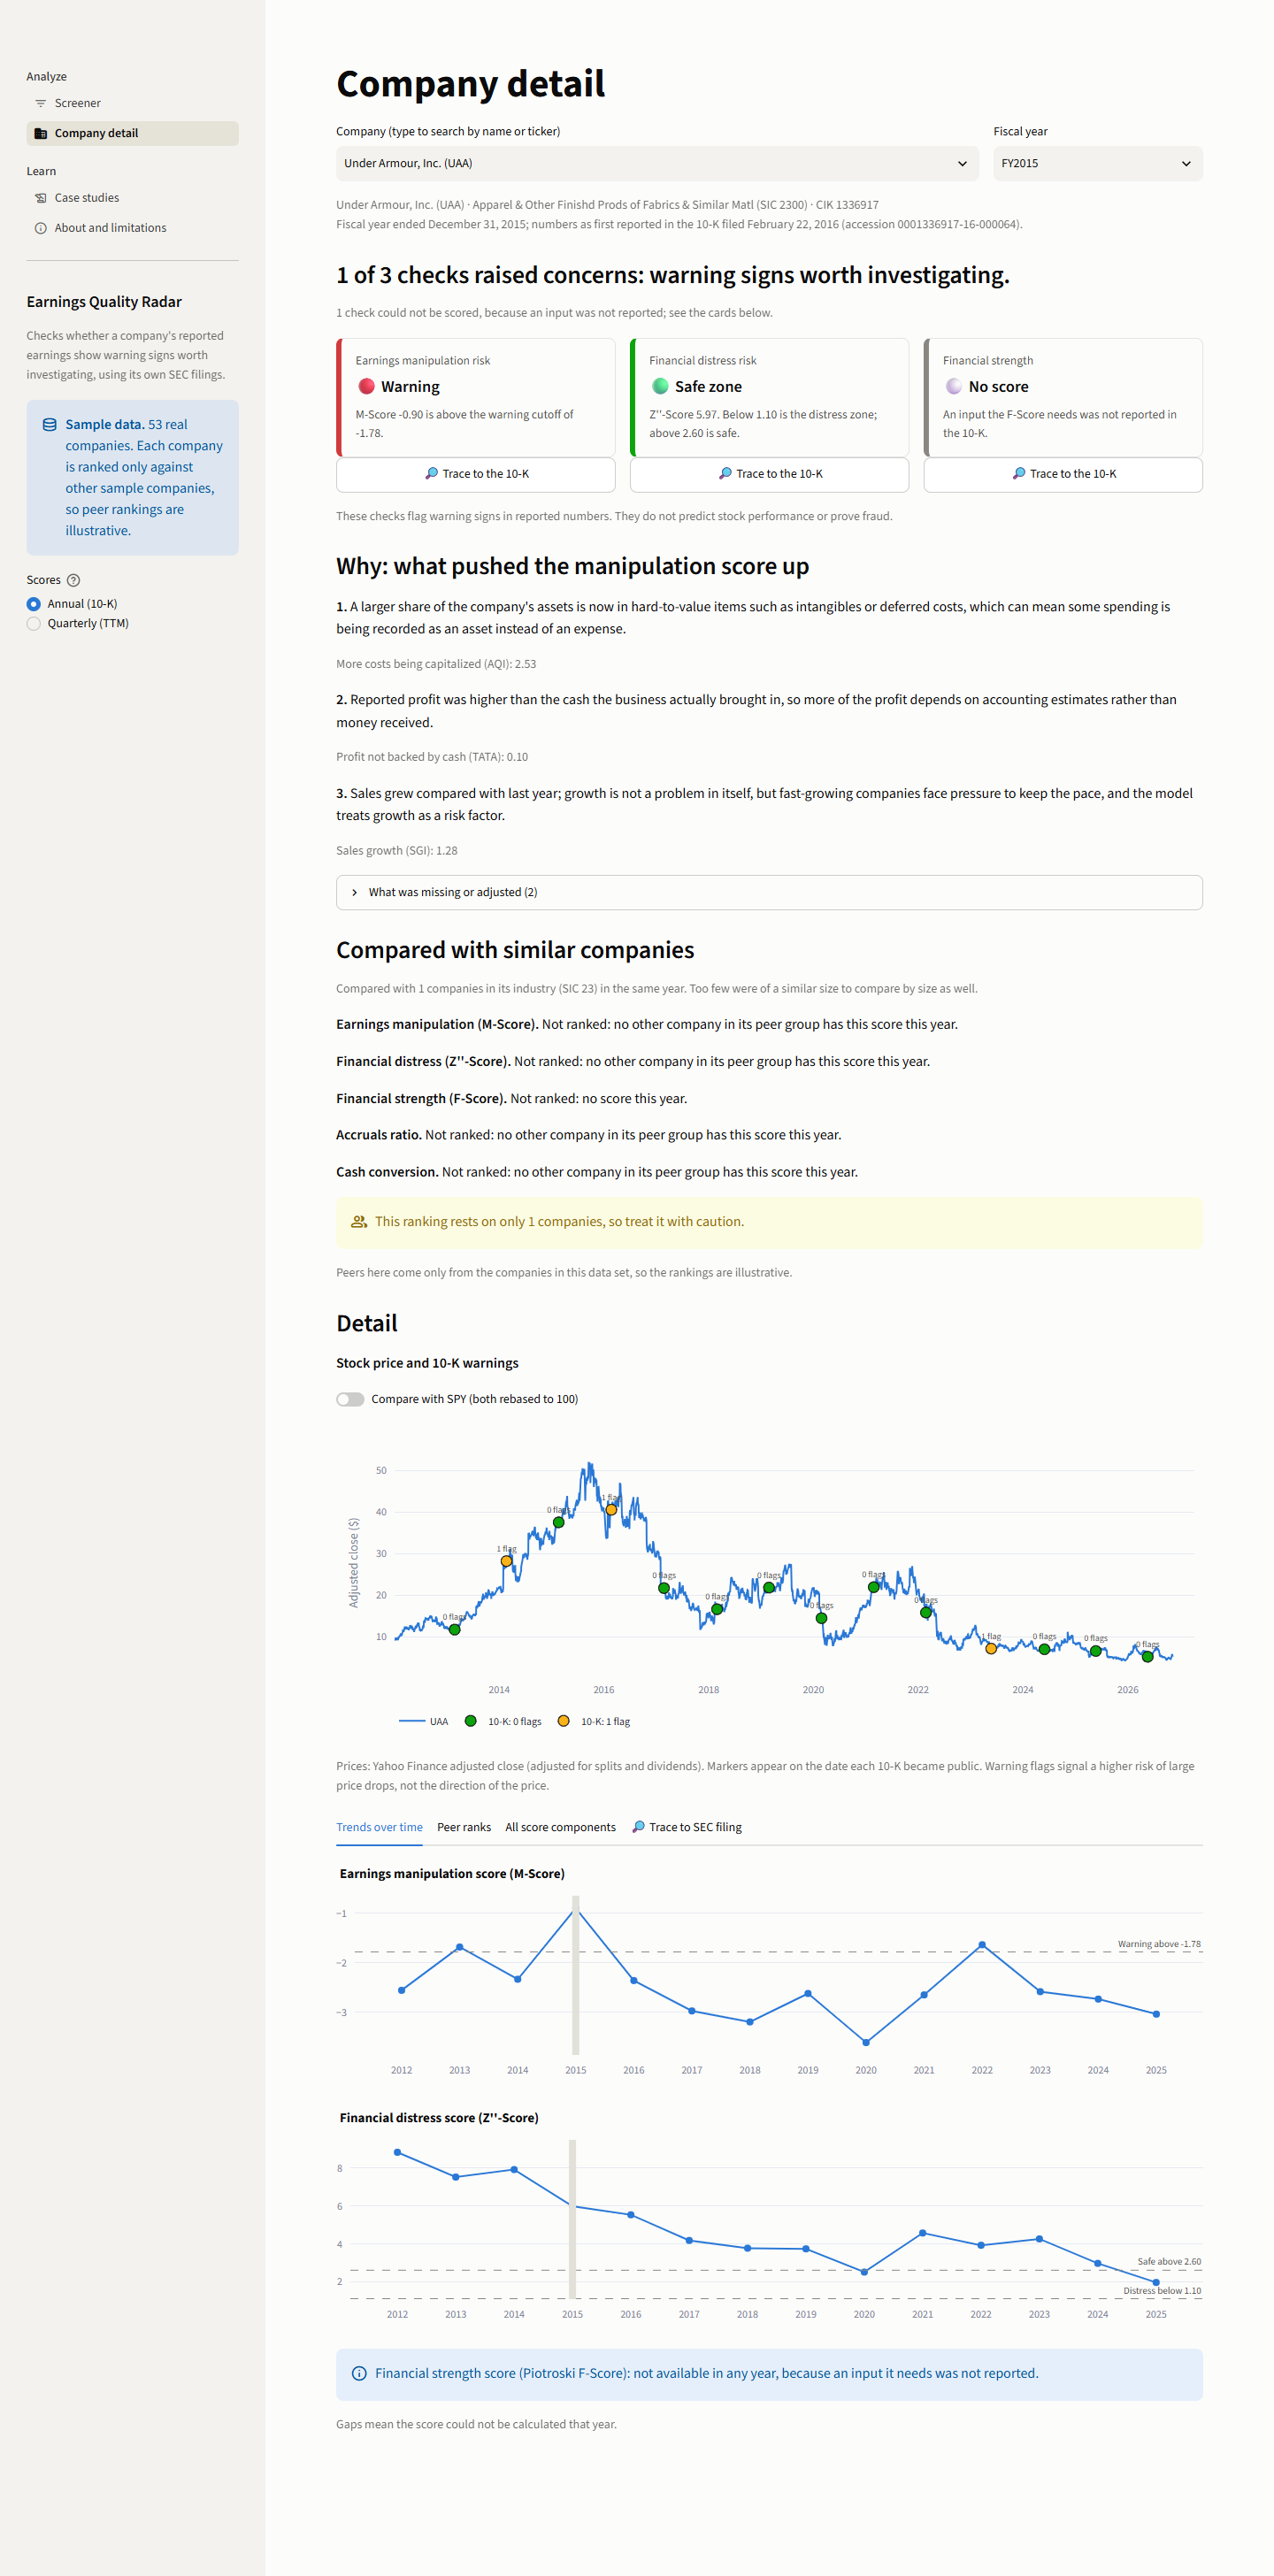 Analyze
Screener
Company detail
Learn
Case studies
About and limitations
Earnings Quality Radar
Checks whether a company's reported
earnings show warning signs worth
investigating, using its own SEC filings.
Sample data. 53 real
companies. Each company
is ranked only against
other sample companies,
so peer rankings are
illustrative.
Scores
Annual (10-K)
Quarterly (TTM)
Company detail
Company (type to search by name or ticker)
Fiscal year
Under Armour, Inc. (UAA)
FY2015
Under Armour, Inc. (UAA) · Apparel & Other Finishd Prods of Fabrics & Similar Matl (SIC 2300) · CIK 1336917
Fiscal year ended December 31, 2015; numbers as first reported in the 10-K filed February 22, 2016 (accession 0001336917-16-000064).
1 of 3 checks raised concerns: warning signs worth investigating.
1 check could not be scored, because an input was not reported; see the cards below.
Earnings manipulation risk
Warning
M-Score -0.90 is above the warning cutoff of
-1.78.
Trace to the 10-K
Financial distress risk
Safe zone
Z''-Score 5.97. Below 1.10 is the distress zone;
above 2.60 is safe.
Trace to the 10-K
Financial strength
No score
An input the F-Score needs was not reported in
the 10-K.
Trace to the 10-K
These checks flag warning signs in reported numbers. They do not predict stock performance or prove fraud.
Why: what pushed the manipulation score up
1. A larger share of the company's assets is now in hard-to-value items such as intangibles or deferred costs, which can mean some spending is
being recorded as an asset instead of an expense.
More costs being capitalized (AQI): 2.53
2. Reported profit was higher than the cash the business actually brought in, so more of the profit depends on accounting estimates rather than
money received.
Profit not backed by cash (TATA): 0.10
3. Sales grew compared with last year; growth is not a problem in itself, but fast-growing companies face pressure to keep the pace, and the model
treats growth as a risk factor.
Sales growth (SGI): 1.28
What was missing or adjusted (2)
Compared with similar companies
Compared with 1 companies in its industry (SIC 23) in the same year. Too few were of a similar size to compare by size as well.
Earnings manipulation (M-Score). Not ranked: no other company in its peer group has this score this year.
Financial distress (Z''-Score). Not ranked: no other company in its peer group has this score this year.
Financial strength (F-Score). Not ranked: no score this year.
Accruals ratio. Not ranked: no other company in its peer group has this score this year.
Cash conversion. Not ranked: no other company in its peer group has this score this year.
This ranking rests on only 1 companies, so treat it with caution.
Peers here come only from the companies in this data set, so the rankings are illustrative.
Detail
Stock price and 10-K warnings
Compare with SPY (both rebased to 100)
Adjusted close ($)
50
40
30
20
10
0 flags
1 flag
0 flags
1 flag
0 flags
0 flags
0 flags
0 flags
0 flags
0 flags
1 flag
0 flags
0 flags
0 flags
2014
2016
2018
2020
2022
2024
2026
UAA
10-K: 0 flags
10-K: 1 flag
Prices: Yahoo Finance adjusted close (adjusted for splits and dividends). Markers appear on the date each 10-K became public. Warning flags signal a higher risk of large
price drops, not the direction of the price.
Trends over time
Peer ranks
All score components
Trace to SEC filing
Earnings manipulation score (M-Score)
−1
−2
−3
Warning above -1.78
2012
2013
2014
2015
2016
2017
2018
2019
2020
2021
2022
2023
2024
2025
Financial distress score (Z''-Score)
8
6
4
2
Safe above 2.60
Distress below 1.10
2012
2013
2014
2015
2016
2017
2018
2019
2020
2021
2022
2023
2024
2025
Financial strength score (Piotroski F-Score): not available in any year, because an input it needs was not reported.
Gaps mean the score could not be calculated that year.